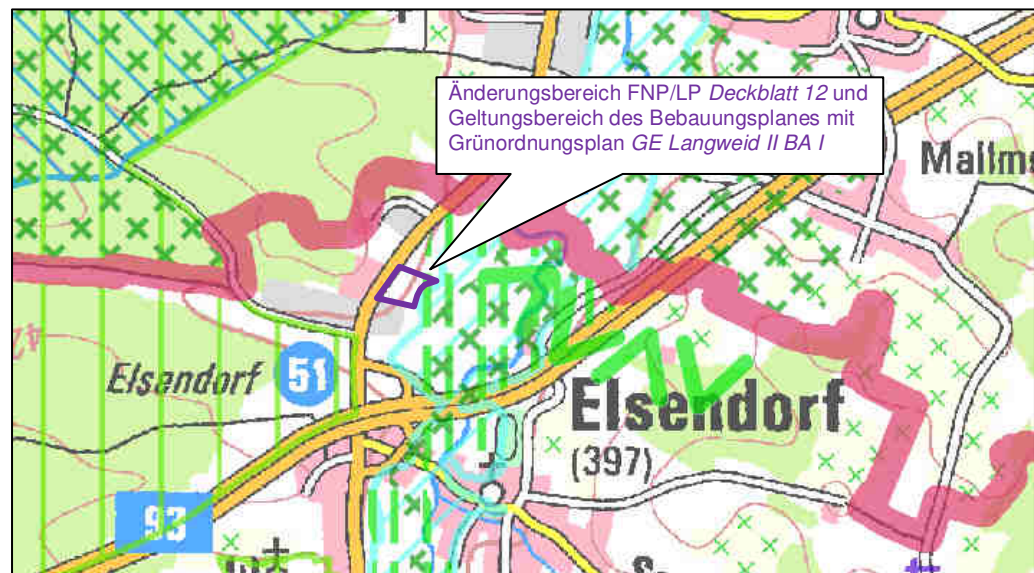 Änderungsbereich FNP/LP Deckblatt 12 und
Geltungsbereich des Bebauungsplanes mit
Grünordnungsplan GE Langweid II BA I
Elsendorf
51
Elsendorf
(397)
93